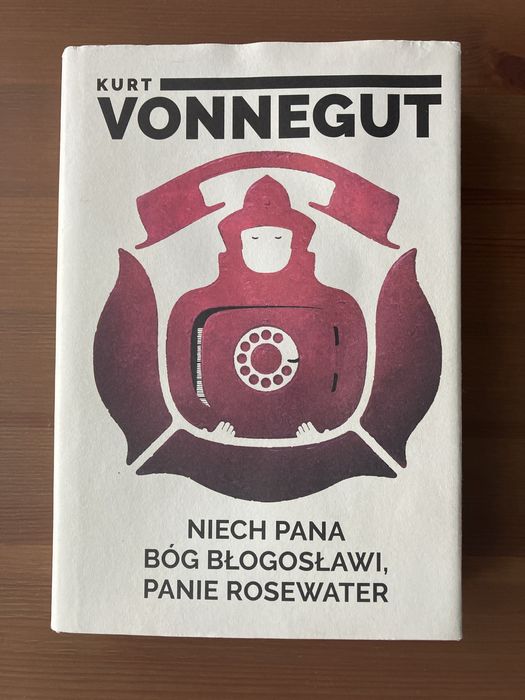 KURT
VONNEGUT
NIECH PANA
BÓG BŁOGOSŁAWI,
PANIE ROSEWATER